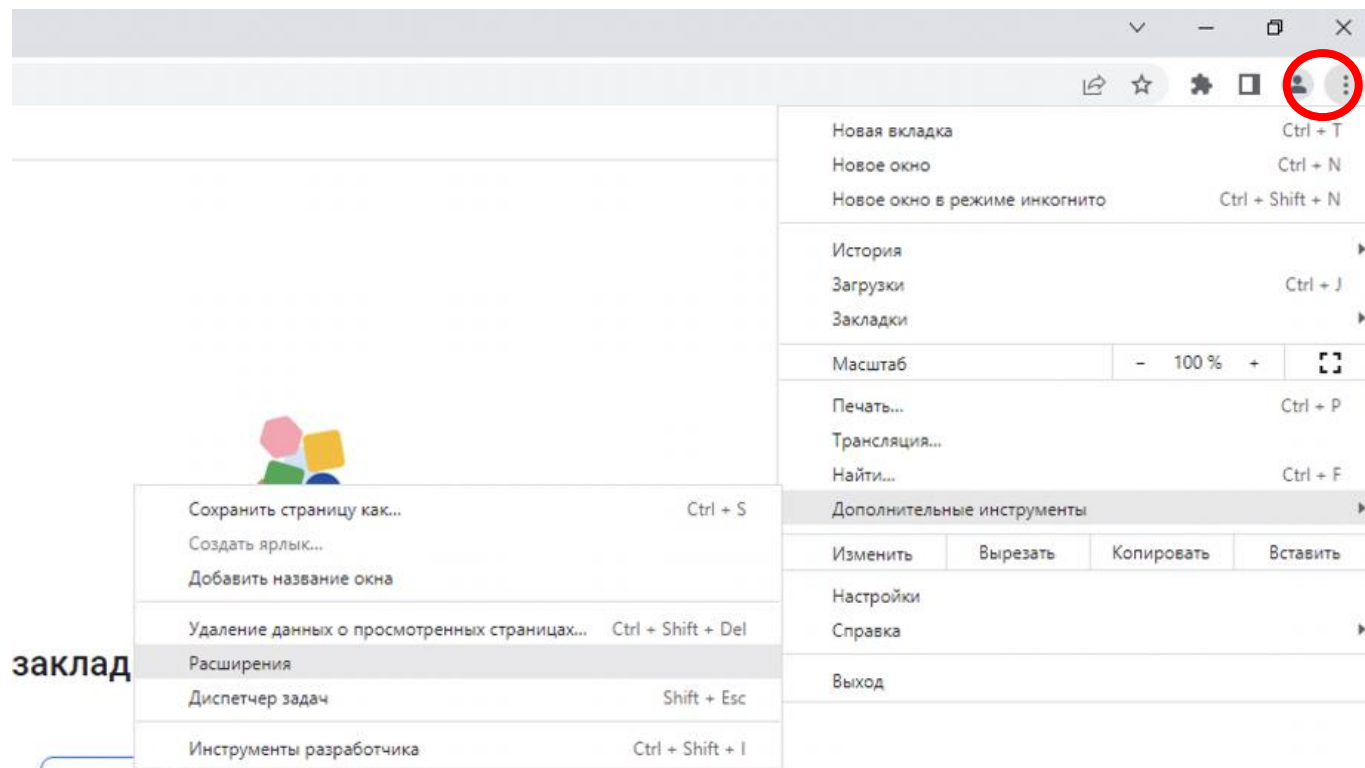 Новая вкладка Ctrl + T
Новое окно Ctrl + N
Новое окно в режиме инкогнито Ctrl + Shift + N
История
Загрузки Ctrl + J
Закладки
Масштаб - 100 % +
Печать... Ctrl + P
Трансляция...
Найти... Ctrl + F
Дополнительные инструменты
Изменить Вырезать Копировать Вставить
Настройки
Справка
Выход
Сохранить страницу как... Ctrl + S
Создать ярлык...
Добавить название окна
Удаление данных о просмотренных страницах... Ctrl + Shift + Del
Расширения
Диспетчер задач Shift + Esc
Инструменты разработчика Ctrl + Shift + I
заклад